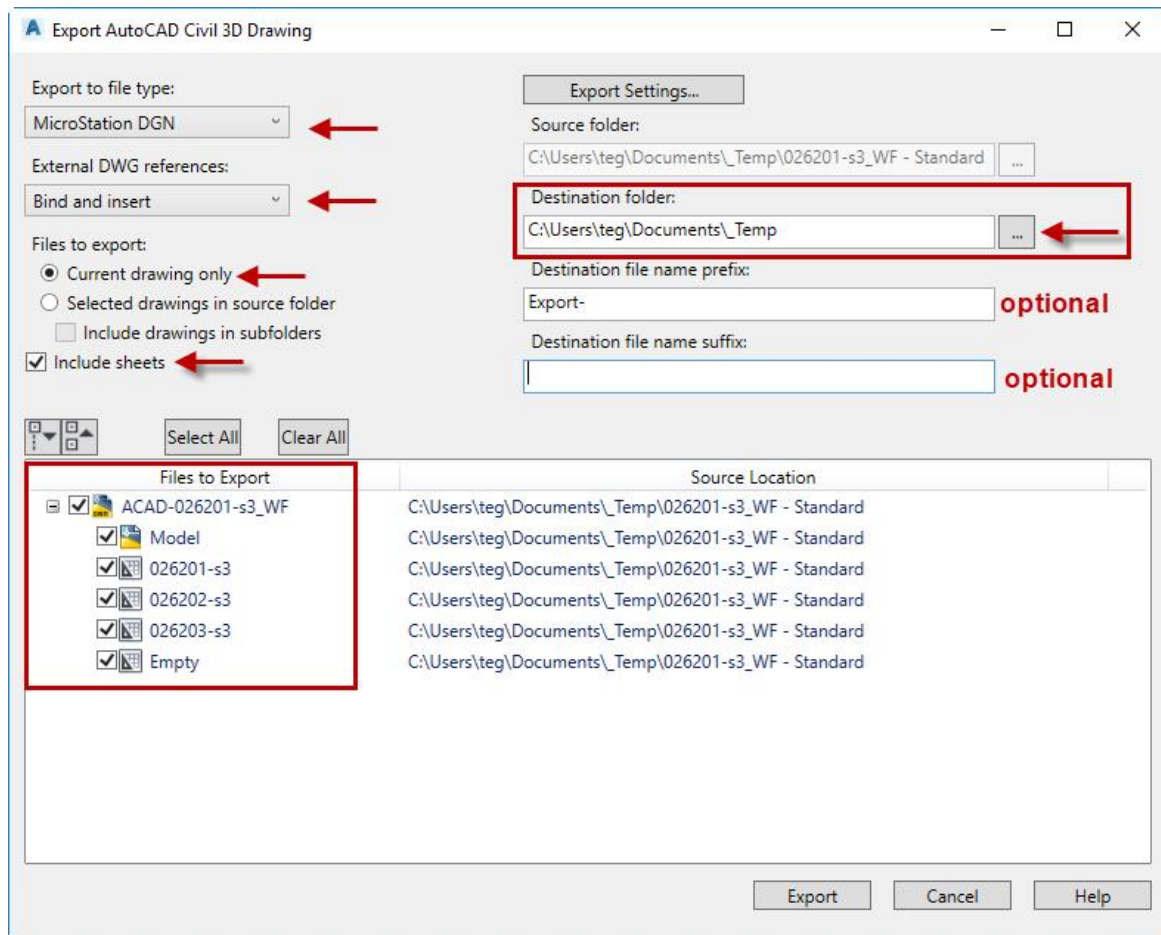 Export AutoCAD Civil 3D Drawing
Export to file type:
MicroStation DGN
External DWG references:
Bind and insert
Files to export:
Current drawing only
Selected drawings in source folder
Include drawings in subfolders
Include sheets
Export Settings...
Source folder:
C:\Users\teg\Documents\_Temp\026201-s3_WF - Standard ...
Destination folder:
C:\Users\teg\Documents\_Temp ...
Destination file name prefix:
Export- optional
Destination file name suffix:
optional
Select All Clear All
Files to Export Source Location
ACAD-026201-s3_WF C:\Users\teg\Documents\_Temp\026201-s3_WF - Standard
Model C:\Users\teg\Documents\_Temp\026201-s3_WF - Standard
026201-s3 C:\Users\teg\Documents\_Temp\026201-s3_WF - Standard
026202-s3 C:\Users\teg\Documents\_Temp\026201-s3_WF - Standard
026203-s3 C:\Users\teg\Documents\_Temp\026201-s3_WF - Standard
Empty C:\Users\teg\Documents\_Temp\026201-s3_WF - Standard
Export Cancel Help